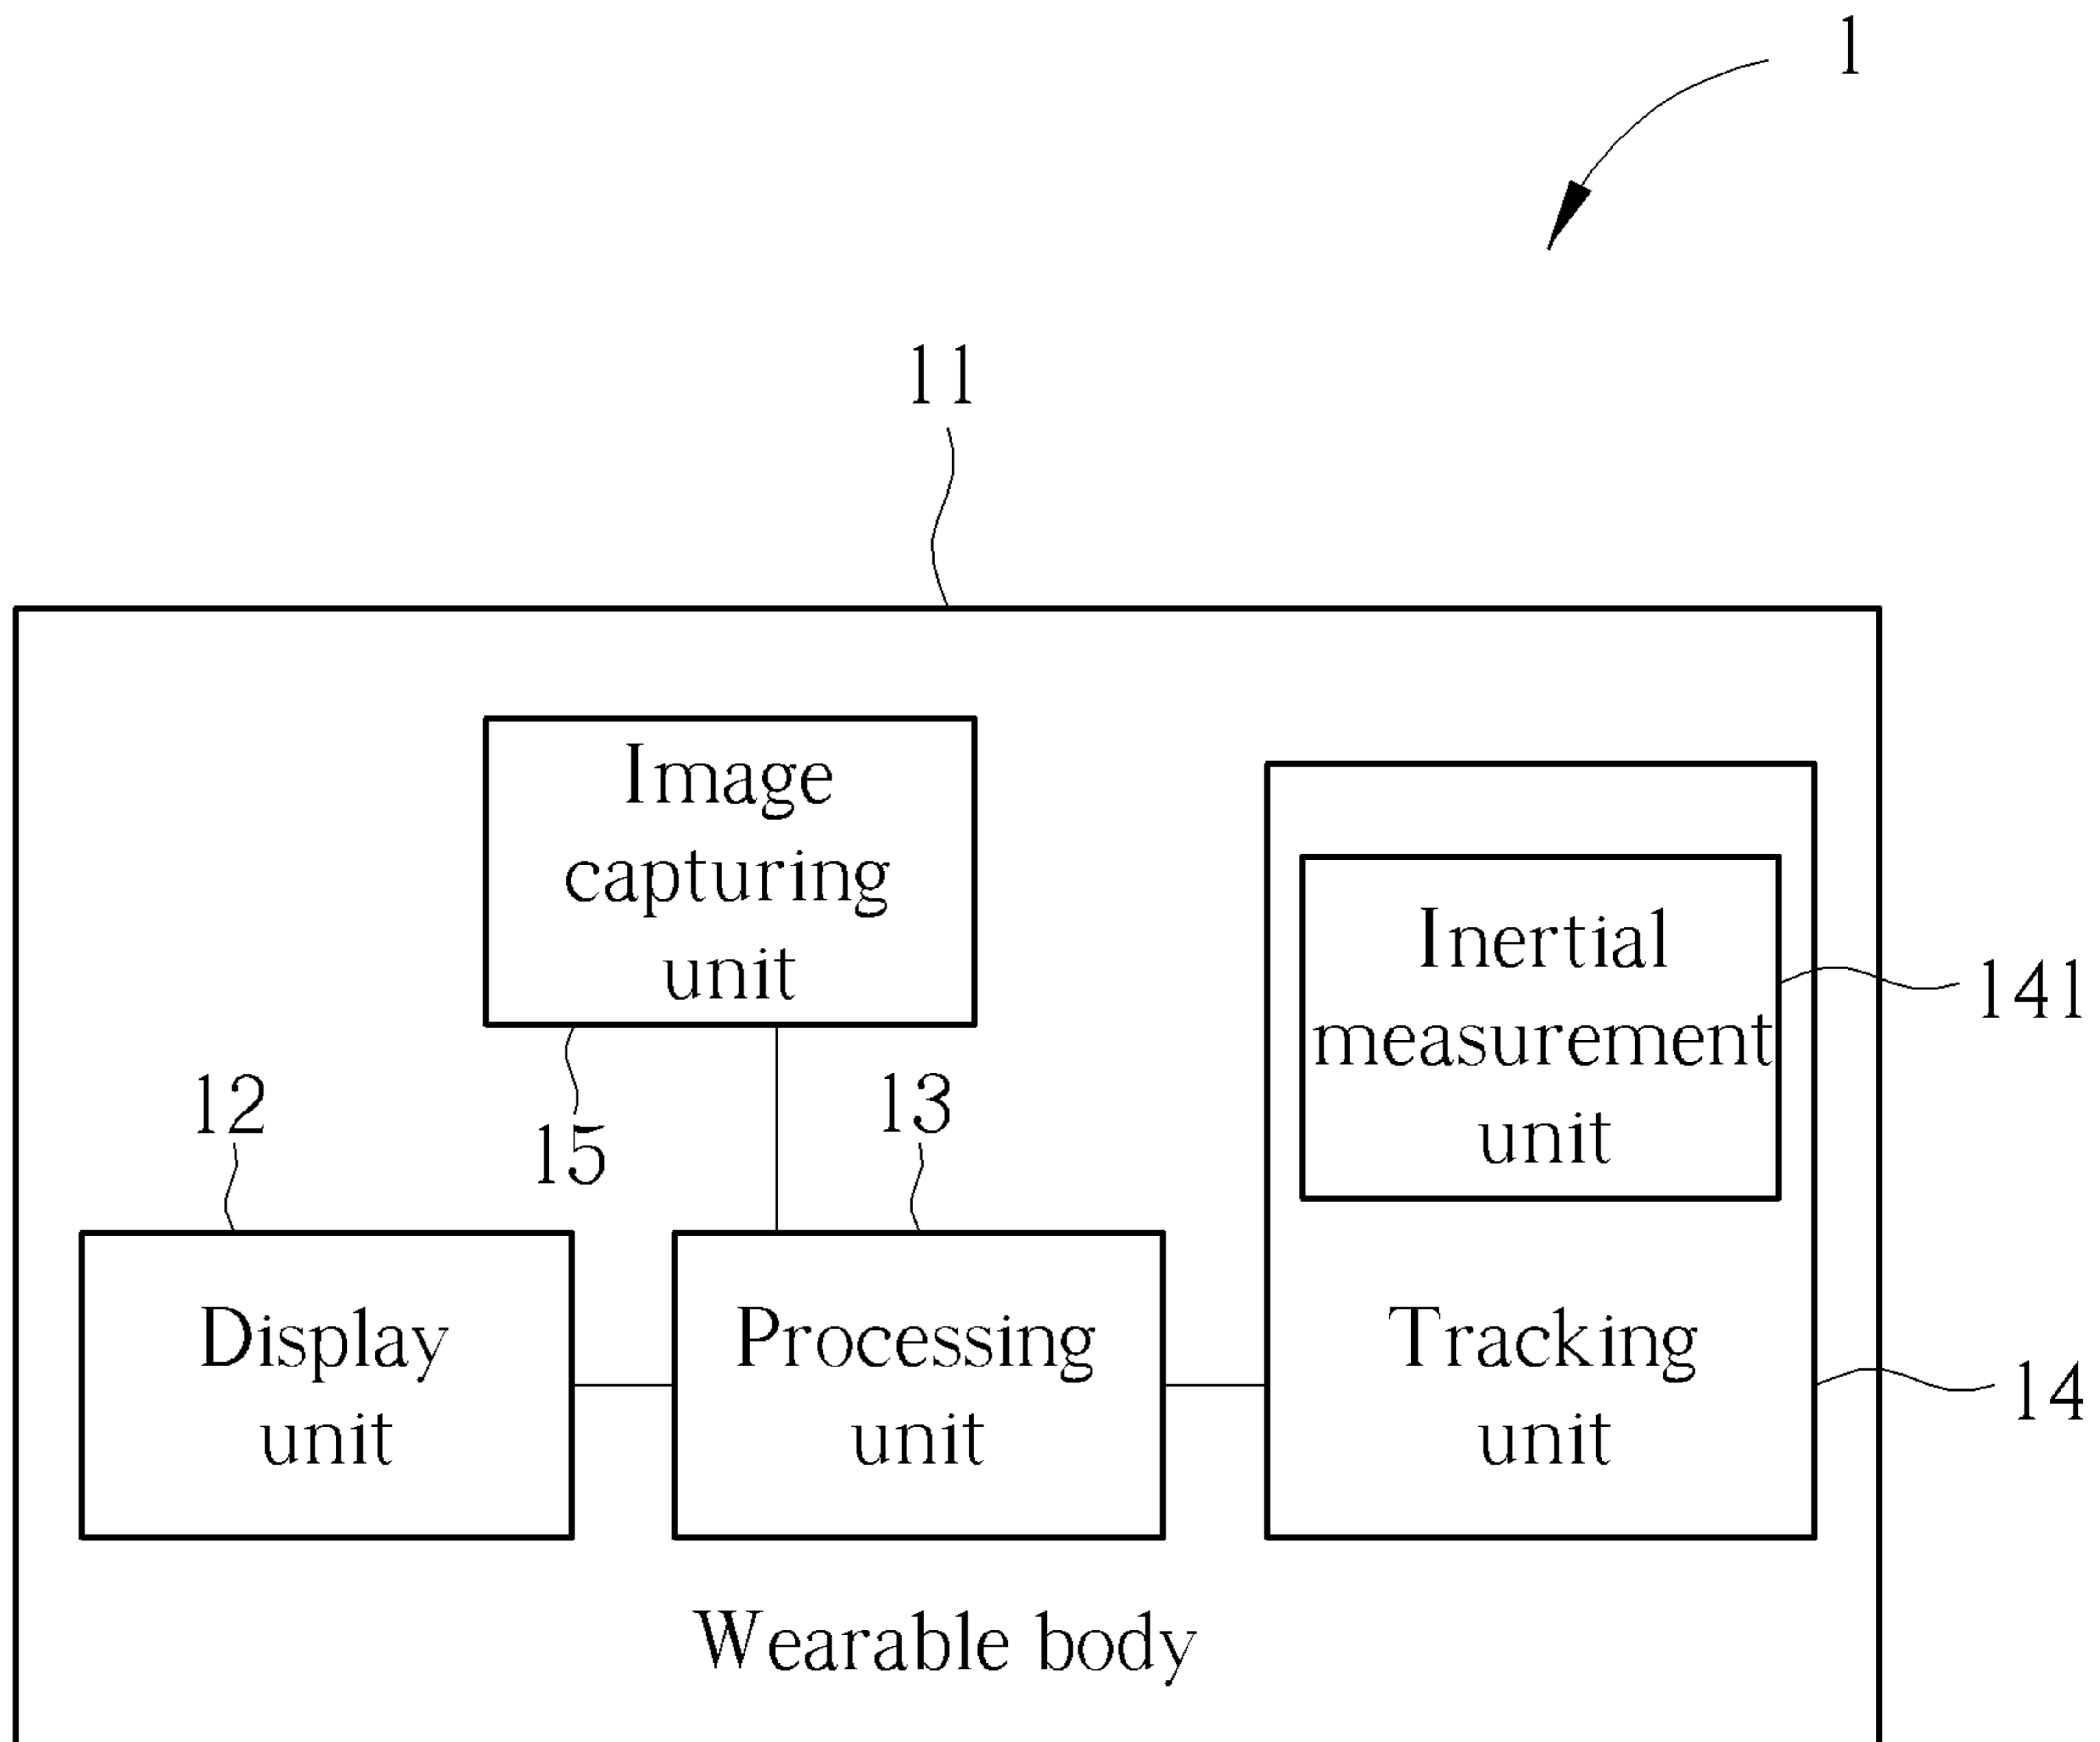 1
11
Image
capturing
unit
Inertial
measurement
unit
141
12
15
13
Display
unit
Processing
unit
Tracking
unit
14
Wearable body